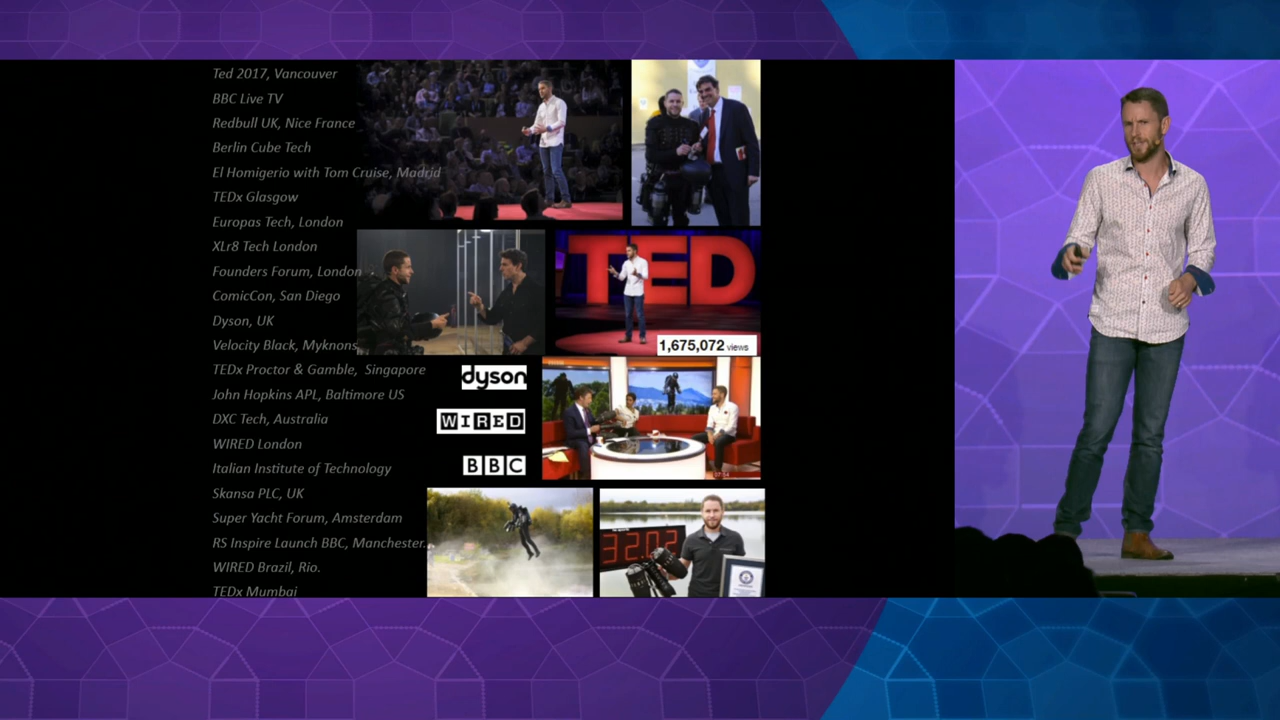 Ted 2017, Vancouver
BBC Live TV
Redbull UK, Nice France
Berlin Cube Tech
El Homigerio with Tom Cruise, Madrid
TEDx Glasgow
Europas Tech, London
XLr8 Tech London
Founders Forum, London
ComicCon, San Diego
Dyson, UK
Velocity Black, Myknons
TEDx Proctor & Gamble, Singapore
John Hopkins APL, Baltimore US
DXC Tech, Australia
WIRED London
Italian Institute of Technology
Skansa PLC, UK
Super Yacht Forum, Amsterdam
RS Inspire Launch BBC, Manchester.
WIRED Brazil, Rio.
TEDx Mumbai
TED
1,675,072 views
dyson
WIRED
BBC
32.02